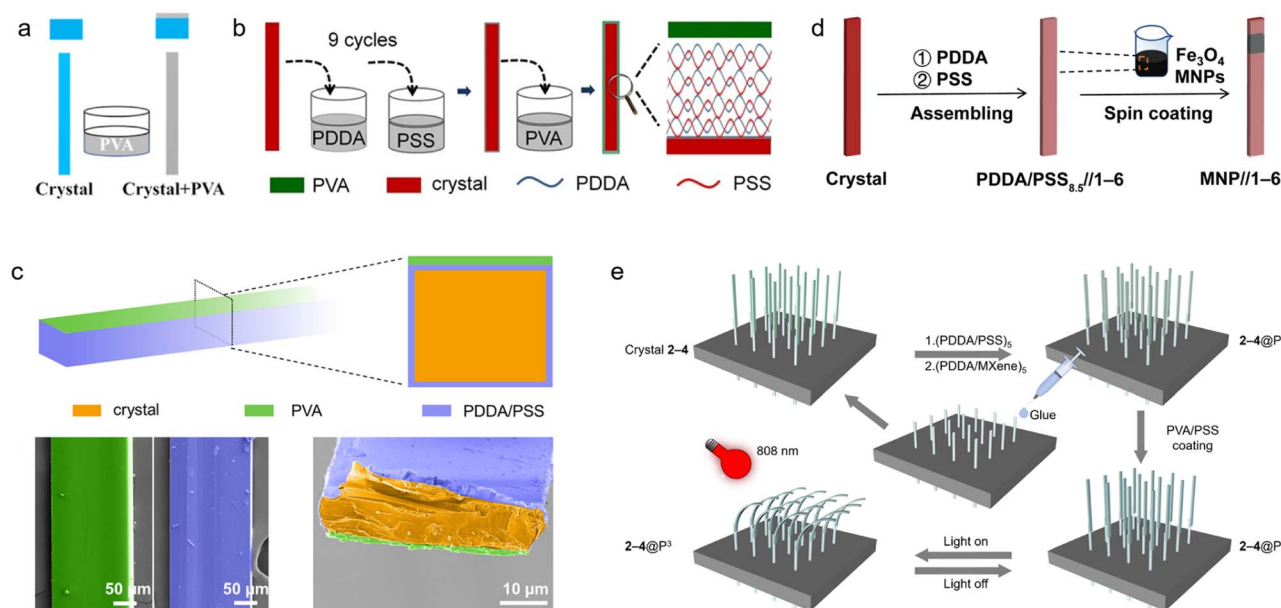 a
PVA
Crystal
Crystal+PVA
b
9 cycles
PDDA
PSS
PVA
PVA
crystal
PDDA
PSS
d
① PDDA
② PSS
Assembling
Fe₃O₄
MNPs
Spin coating
Crystal
PDDA/PSS₈.₅//1–6
MNP//1–6
c
crystal
PVA
PDDA/PSS
50 μm
50 μm
10 μm
e
Crystal 2–4
1.(PDDA/PSS)₅
2.(PDDA/MXene)₅
2–4@P
Glue
808 nm
PVA/PSS
coating
2–4@P³
Light on
Light off
2–4@P